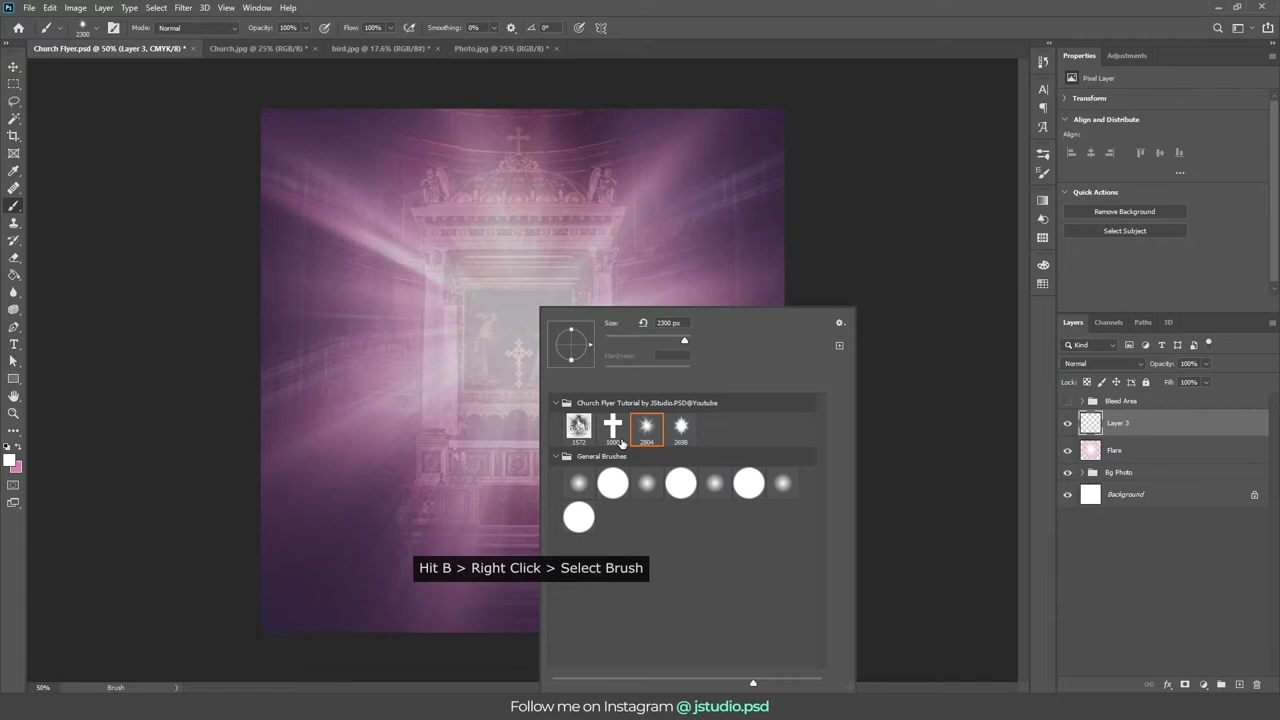 Ps File Edit Image Layer Type Select Filter 3D View Window Help
2300 Mode: Normal Opacity: 100% Flow: 100% Smoothing: 0% 0°
Church Flyer.psd @ 50% (Layer 3, CMYK/8) * × Church.jpg @ 25% (RGB/8) * × bird.jpg @ 17.6% (RGB/8#) * × Photo.jpg @ 25% (RGB/8) * ×
Properties Adjustments
Pixel Layer
Transform
Align and Distribute
Align:
Quick Actions
Remove Background
Select Subject
Size: 2300 px
Hardness:
Church Flyer Tutorial by JStudio.PSD@Youtube
1572 2804 2698
General Brushes
Hit B > Right Click > Select Brush
Layers Channels Paths 3D
Kind
Normal Opacity: 100%
Lock: Fill: 100%
Bleed Area
Layer 3
Flare
Bg Photo
Background
50% Brush
Follow me on Instagram @ jstudio.psd